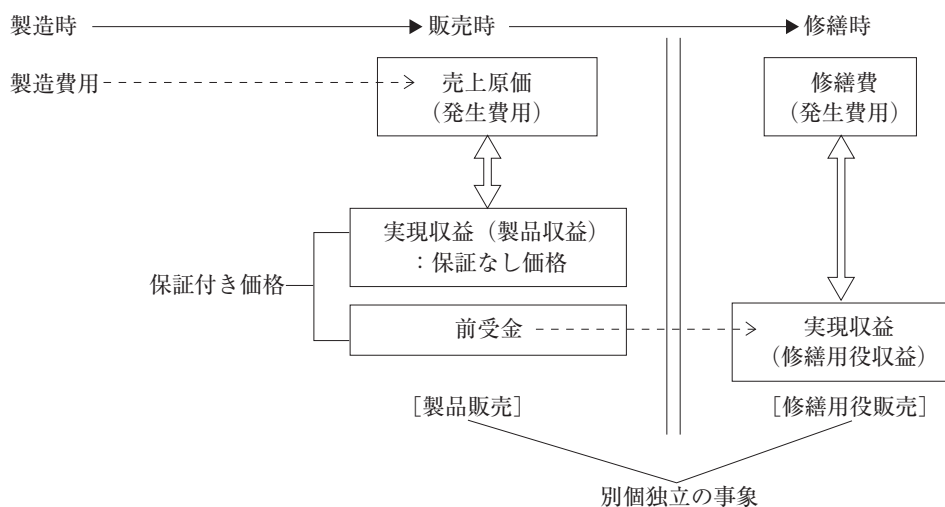 製造時
販売時
修繕時
製造費用
売上原価
(発生費用)
修繕費
(発生費用)
実現収益(製品収益)
:保証なし価格
保証付き価格
前受金
実現収益
(修繕用役収益)
[製品販売]
[修繕用役販売]
別個独立の事象